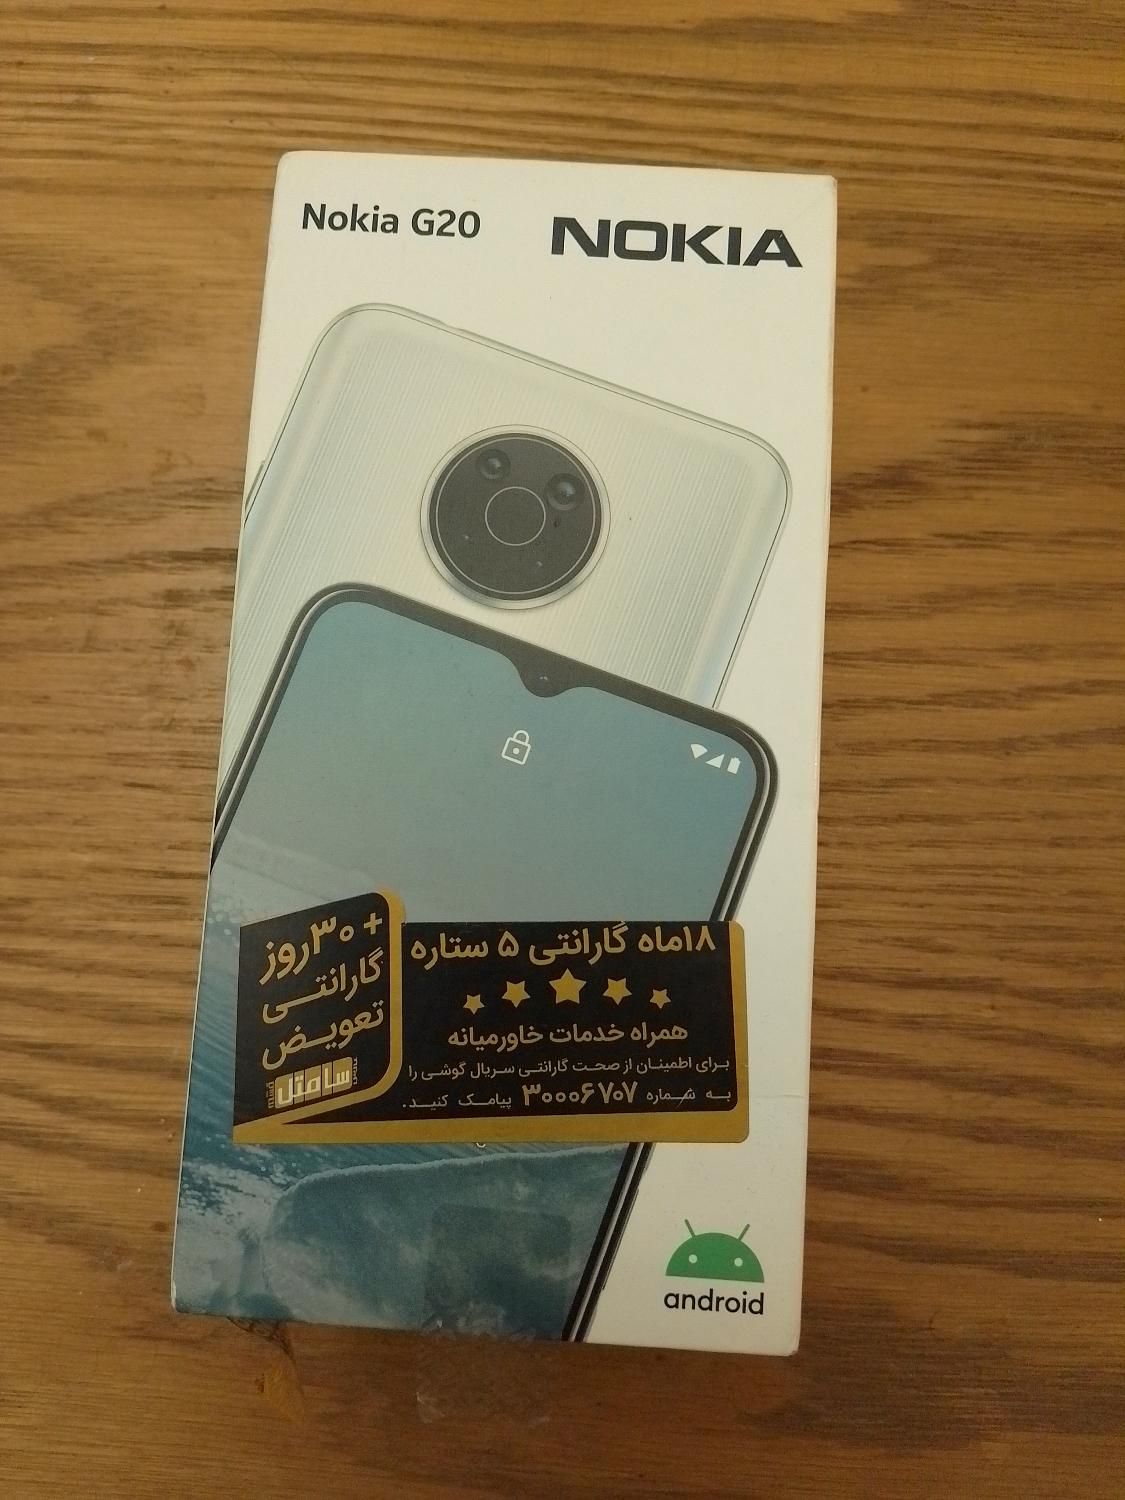 Nokia G20
NOKIA
+ ۳۰روز
گارانتی
تعویض
سامتل
۱۸ماه گارانتی ۵ ستاره
همراه خدمات خاورمیانه
برای اطمینان از صحت گارانتی سریال گوشی را
به شماره ۳۰۰۰۶۷۰۷ پیامک کنید.
android